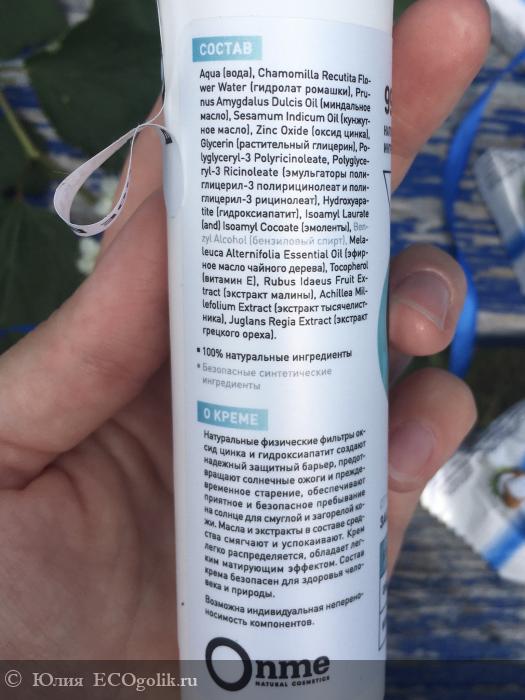 СОСТАВ
Aqua (вода), Chamomilla Recutita Flo-
wer Water (гидролат ромашки), Pru-
nus Amygdalus Dulcis Oil (миндальное
масло), Sesamum Indicum Oil (кунжут-
ное масло), Zinc Oxide (оксид цинка),
Glycerin (растительный глицерин), Po-
lyglyceryl-3 Polyricinoleate, Polyglyce-
ryl-3 Ricinoleate (эмульгаторы поли-
глицерил-3 полирицинолеат и поли-
глицерил-3 рицинолеат), Hydroxyapa-
tite (гидроксиапатит), Isoamyl Laurate
(and) Isoamyl Cocoate (эмоленты), Ben-
zyl Alcohol (бензиловый спирт), Mela-
leuca Alternifolia Essential Oil (эфир-
ное масло чайного дерева), Tocopherol
(витамин Е), Rubus Idaeus Fruit Ex-
tract (экстракт малины), Achillea Mil-
lefolium Extract (экстракт тысячелист-
ника), Juglans Regia Extract (экстракт
грецкого ореха).
100% натуральные ингредиенты
Безопасные синтетические
ингредиенты
О КРЕМЕ
Натуральные физические фильтры ок-
сид цинка и гидроксиапатит создают
надежный защитный барьер, предот-
вращают солнечные ожоги и прежде-
временное старение, обеспечивают
приятное и безопасное пребывание
на солнце для смуглой и загорелой ко-
жи. Масла и экстракты в составе сред-
ства смягчают и успокаивают. Крем
легко распределяется, обладает лег-
ким матирующим эффектом. Состав
крема безопасен для здоровья чело-
века и природы.
Возможна индивидуальная неперено-
носимость компонентов.
Onme
NATURAL COSMETICS
© Юлия ECOgolik.ru